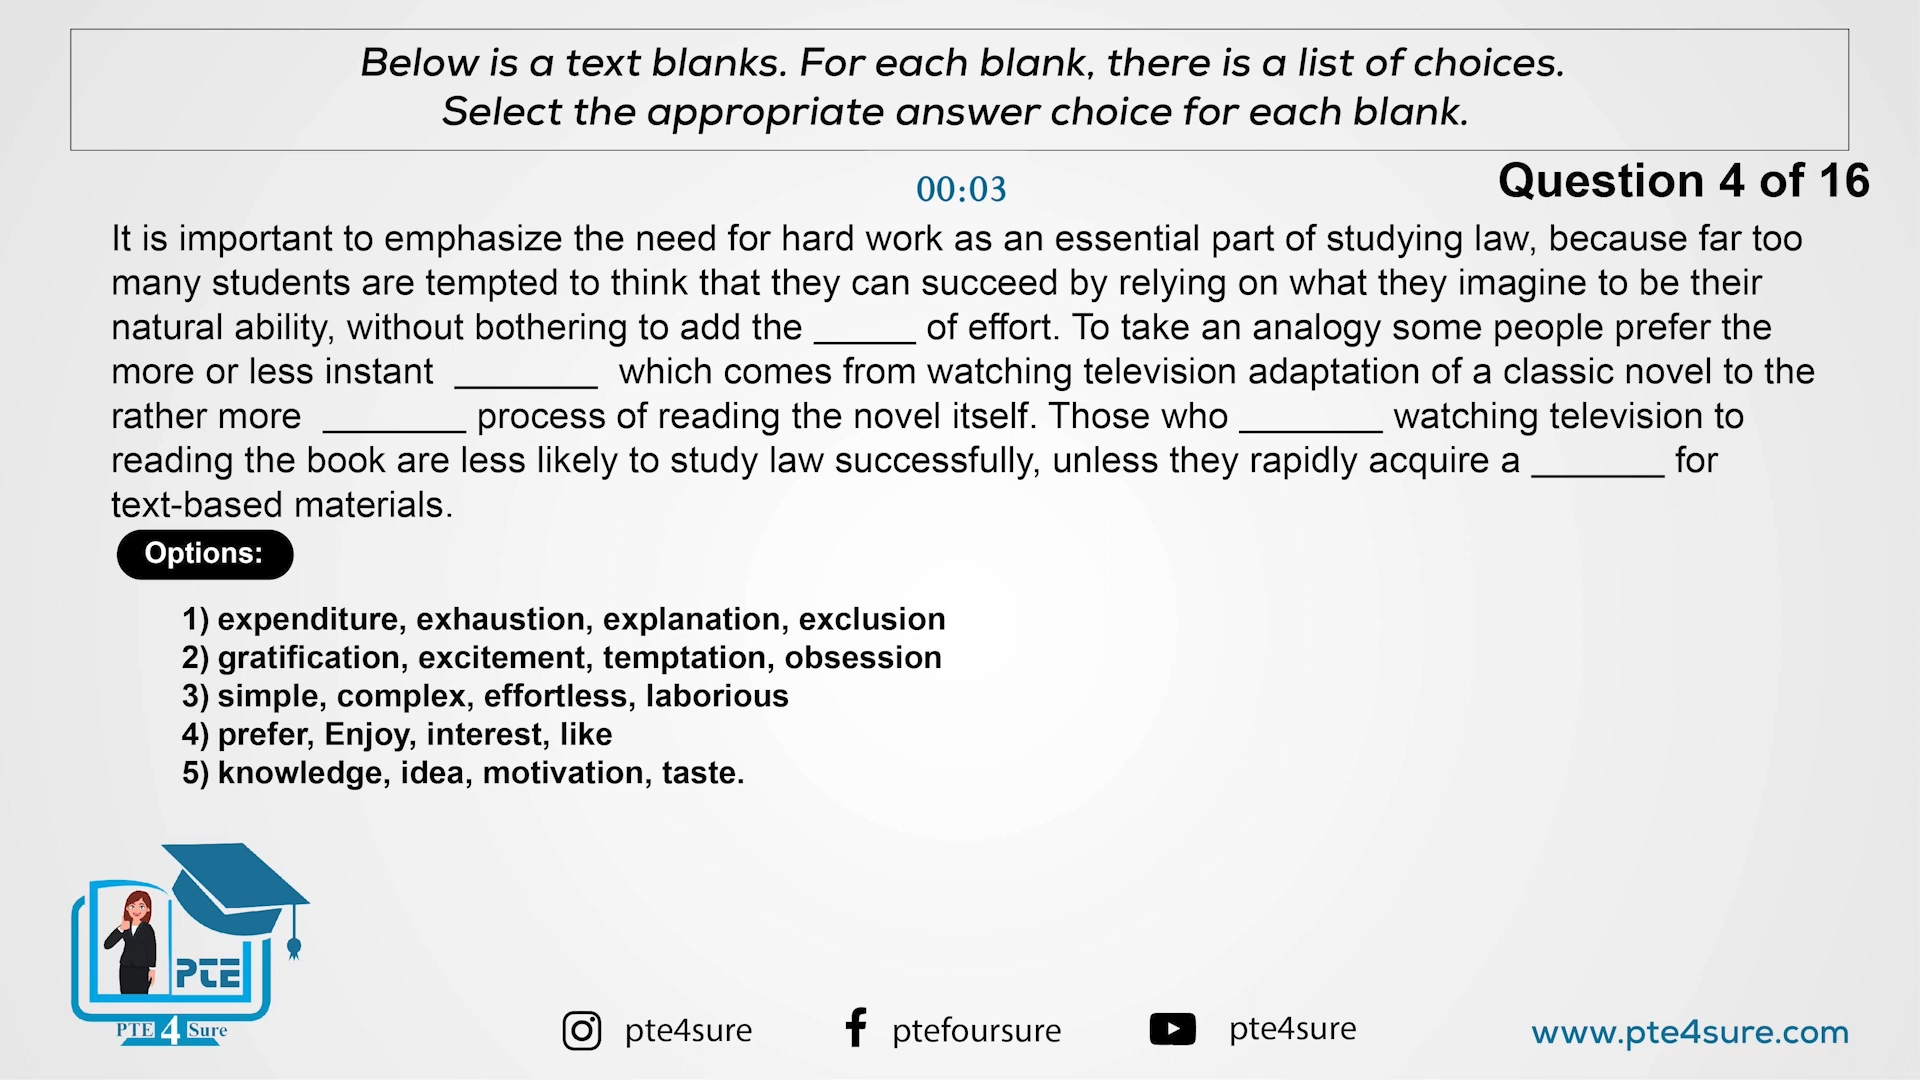 Below is a text blanks. For each blank, there is a list of choices.
Select the appropriate answer choice for each blank.
00:03
Question 4 of 16
It is important to emphasize the need for hard work as an essential part of studying law, because far too
many students are tempted to think that they can succeed by relying on what they imagine to be their
natural ability, without bothering to add the _____ of effort. To take an analogy some people prefer the
more or less instant _______ which comes from watching television adaptation of a classic novel to the
rather more _______ process of reading the novel itself. Those who _______ watching television to
reading the book are less likely to study law successfully, unless they rapidly acquire a _______ for
text-based materials.
Options:
1) expenditure, exhaustion, explanation, exclusion
2) gratification, excitement, temptation, obsession
3) simple, complex, effortless, laborious
4) prefer, Enjoy, interest, like
5) knowledge, idea, motivation, taste.
PTE
PTE 4 Sure
pte4sure
ptefoursure
pte4sure
www.pte4sure.com